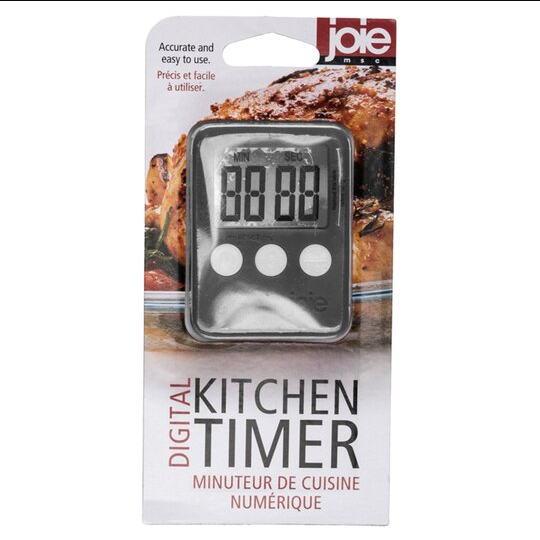 Accurate and
easy to use.
Précis et facile
à utiliser.
joie
msc
MIN SEC
88 88
joie
DIGITAL
KITCHEN
TIMER
MINUTEUR DE CUISINE
NUMÉRIQUE